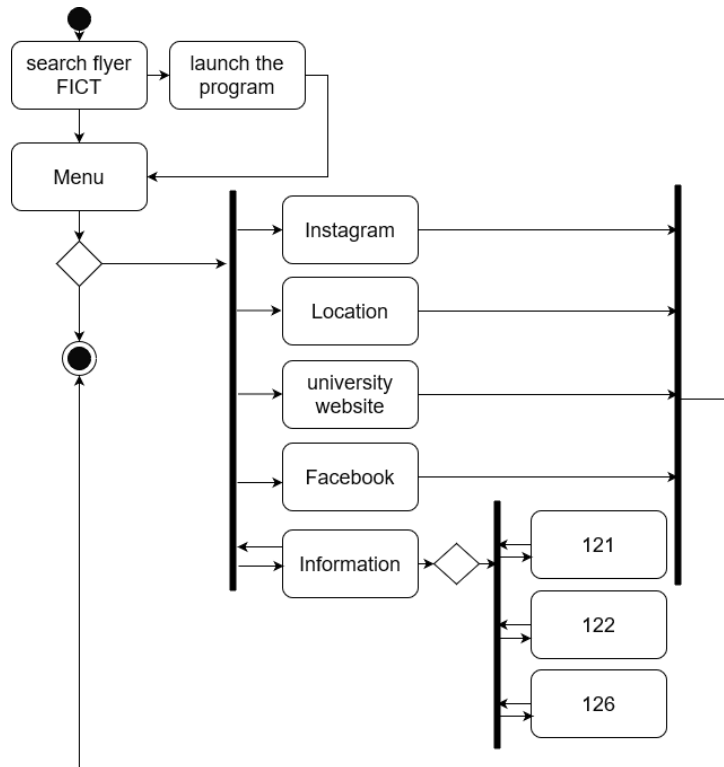 search flyer
FICT
launch the
program
Menu
Instagram
Location
university
website
Facebook
Information
121
122
126